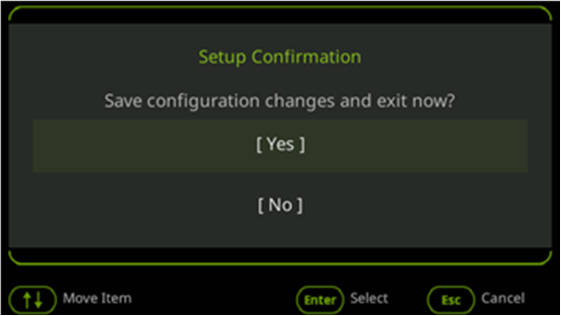 Setup Confirmation
Save configuration changes and exit now?
[ Yes ]
[ No ]
↑↓ Move Item Enter Select Esc Cancel